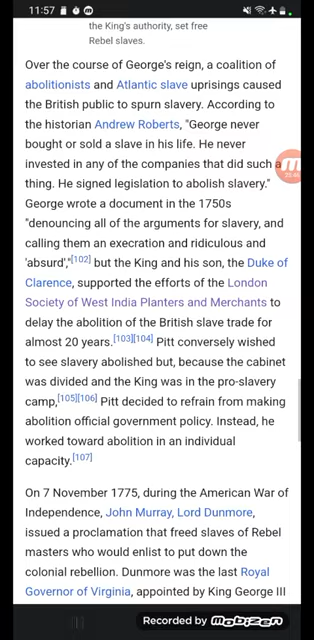 11:57
the King's authority, set free
Rebel slaves.
Over the course of George's reign, a coalition of
abolitionists and Atlantic slave uprisings caused
the British public to spurn slavery. According to
the historian Andrew Roberts, "George never
bought or sold a slave in his life. He never
invested in any of the companies that did such a
thing. He signed legislation to abolish slavery."
George wrote a document in the 1750s
"denouncing all of the arguments for slavery, and
calling them an execration and ridiculous and
'absurd',"[102] but the King and his son, the Duke of
Clarence, supported the efforts of the London
Society of West India Planters and Merchants to
delay the abolition of the British slave trade for
almost 20 years.[103][104] Pitt conversely wished
to see slavery abolished but, because the cabinet
was divided and the King was in the pro-slavery
camp,[105][106] Pitt decided to refrain from making
abolition official government policy. Instead, he
worked toward abolition in an individual
capacity.[107]
On 7 November 1775, during the American War of
Independence, John Murray, Lord Dunmore,
issued a proclamation that freed slaves of Rebel
masters who would enlist to put down the
colonial rebellion. Dunmore was the last Royal
Governor of Virginia, appointed by King George III
Recorded by Mobizen